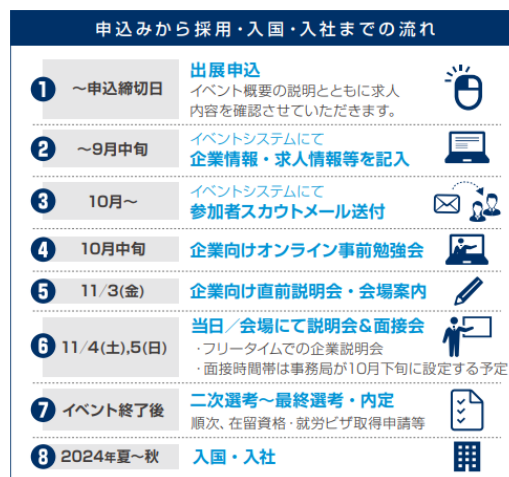 申込みから採用・入国・入社までの流れ
1 ～申込締切日
出展申込
イベント概要の説明とともに求人
内容を確認させていただきます。
2 ～9月中旬
イベントシステムにて
企業情報・求人情報等を記入
3 10月～
イベントシステムにて
参加者スカウトメール送付
4 10月中旬 企業向けオンライン事前勉強会
5 11/3(金) 企業向け直前説明会・会場案内
6 11/4(土),5(日)
当日／会場にて説明会&面接会
・フリータイムでの企業説明会
・面接時間帯は事務局が10月下旬に設定する予定
7 イベント終了後
二次選考～最終選考・内定
順次、在留資格・就労ビザ取得申請等
8 2024年夏～秋 入国・入社